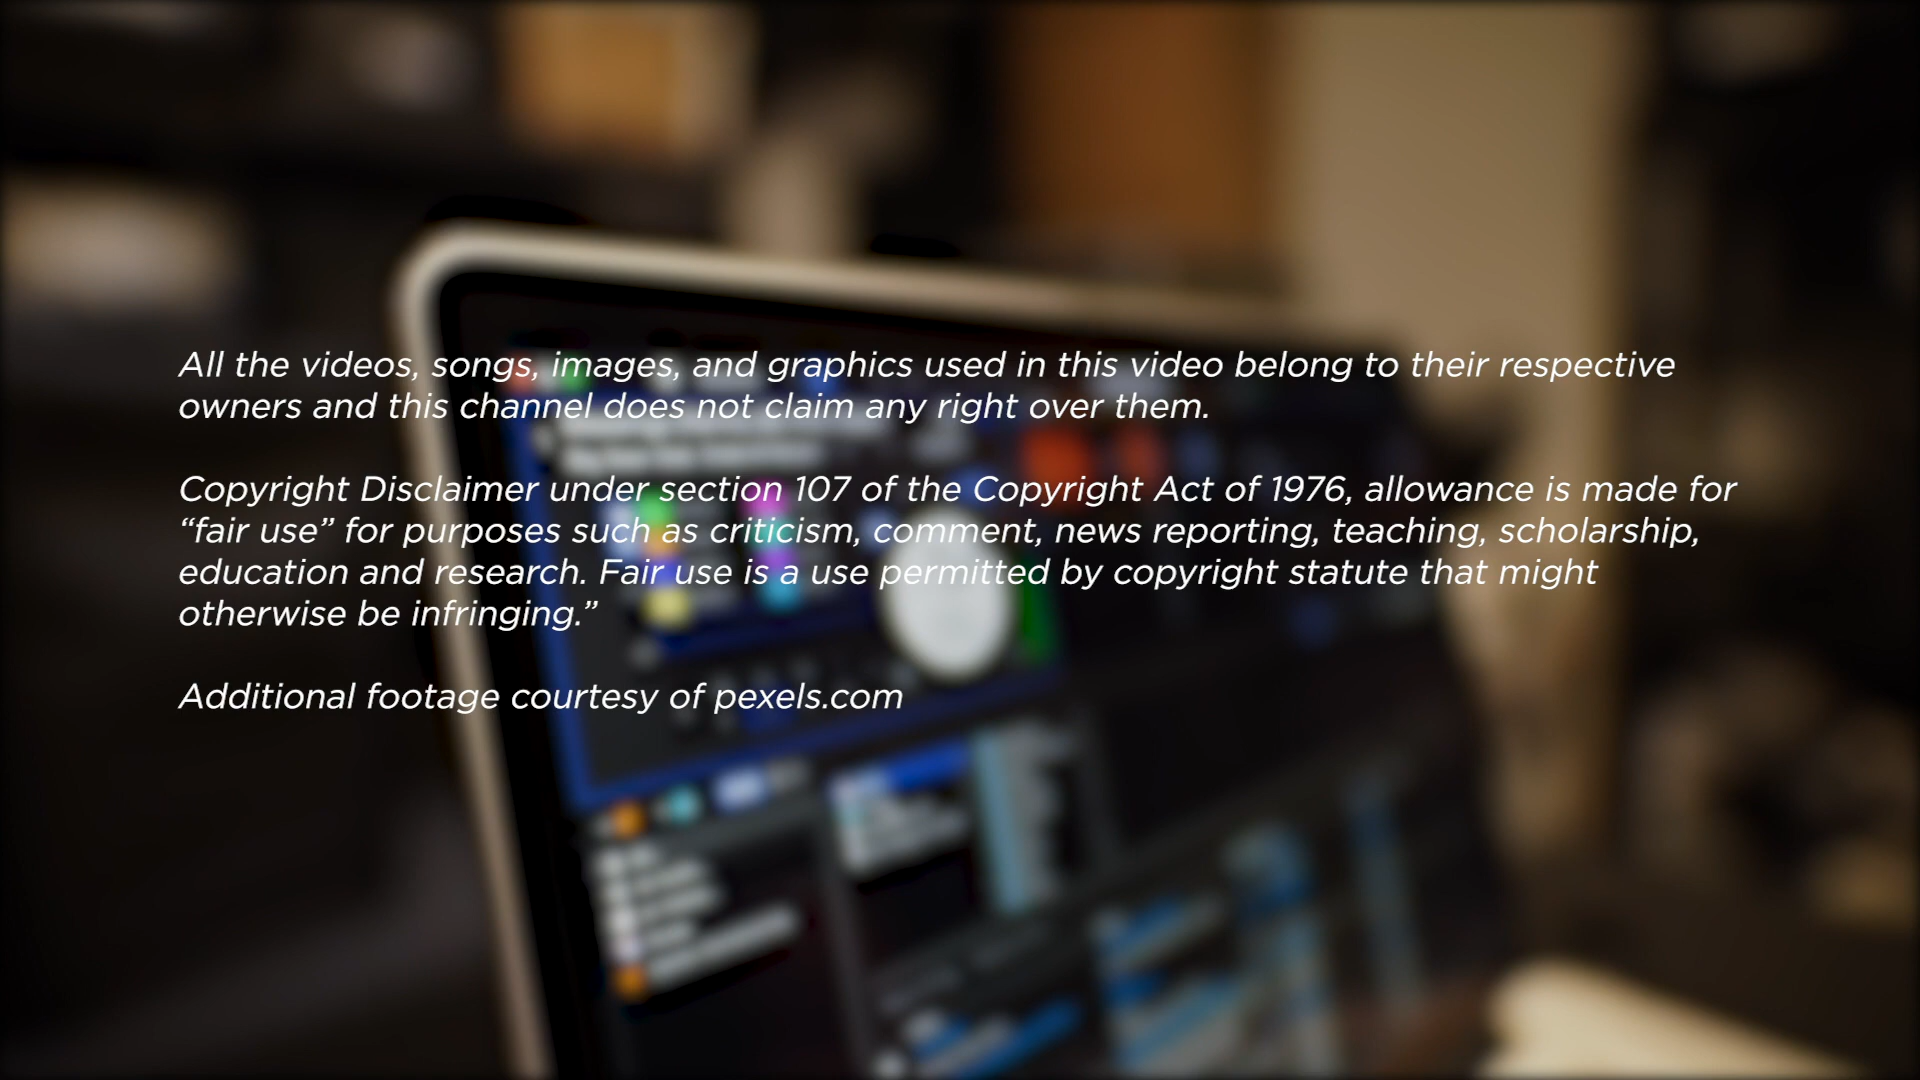 All the videos, songs, images, and graphics used in this video belong to their respective
owners and this channel does not claim any right over them.
Copyright Disclaimer under section 107 of the Copyright Act of 1976, allowance is made for
“fair use” for purposes such as criticism, comment, news reporting, teaching, scholarship,
education and research. Fair use is a use permitted by copyright statute that might
otherwise be infringing.”
Additional footage courtesy of pexels.com